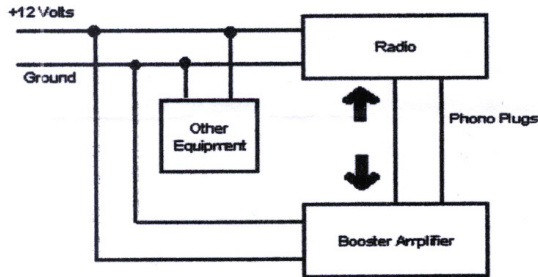 +12 Volts
Radio
Ground
Phono Plugs
Other
Equipment
Booster Amplifier